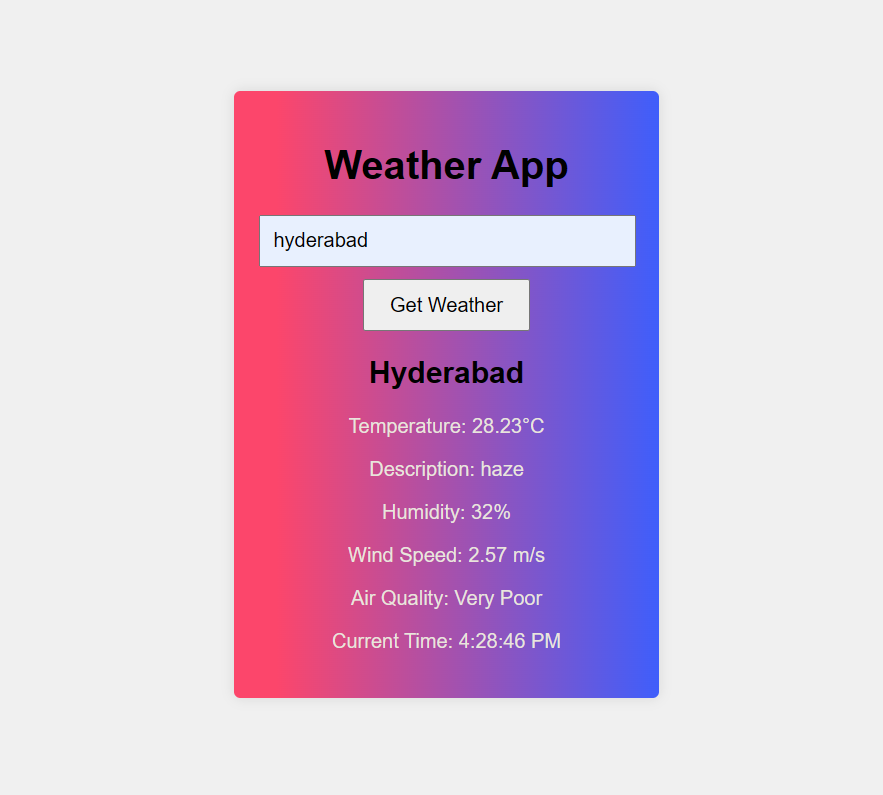 Weather App
hyderabad
Get Weather
Hyderabad
Temperature: 28.23°C
Description: haze
Humidity: 32%
Wind Speed: 2.57 m/s
Air Quality: Very Poor
Current Time: 4:28:46 PM